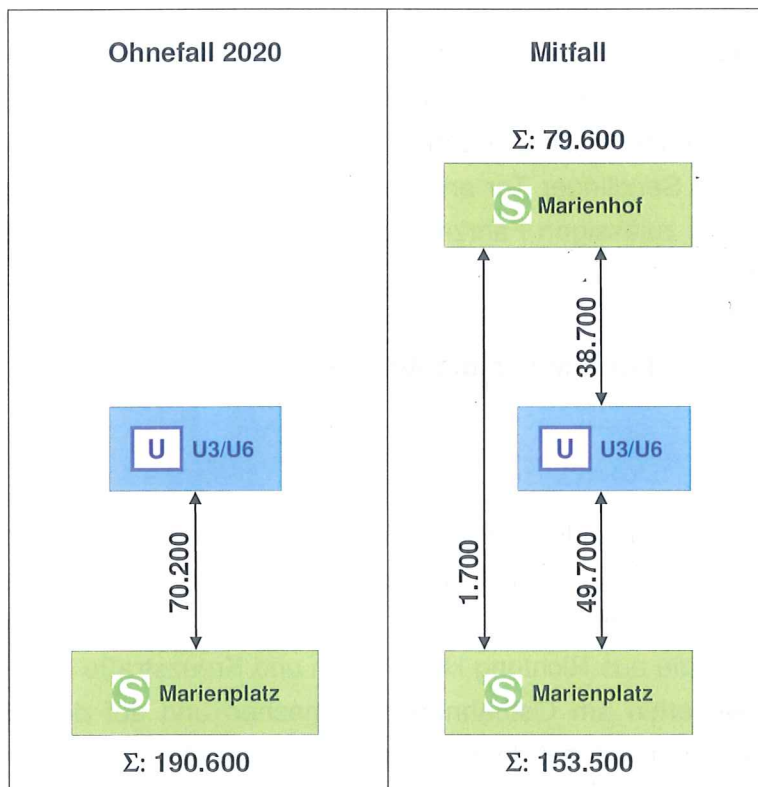 Ohnefall 2020
U U3/U6
70.200
S Marienplatz
Σ: 190.600
Mitfall
Σ: 79.600
S Marienhof
38.700
U U3/U6
1.700
49.700
S Marienplatz
Σ: 153.500